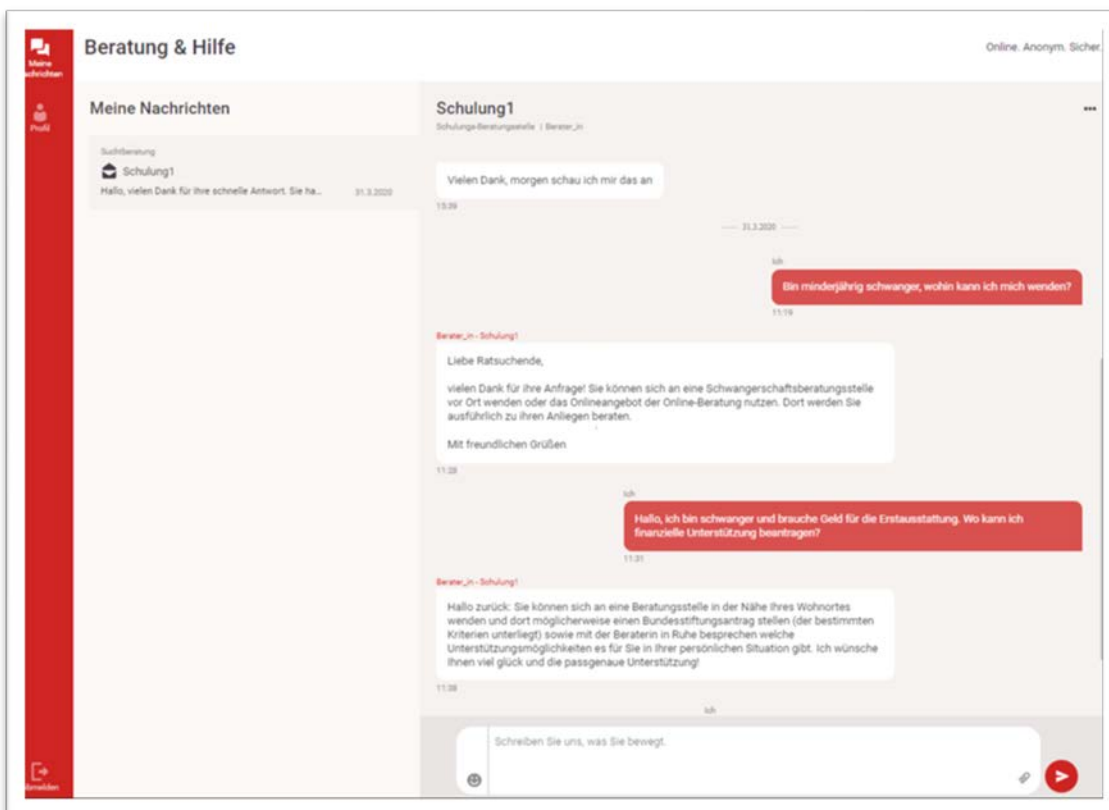 Beratung & Hilfe
Online. Anonym. Sicher.
Meine
Profil
Meine Nachrichten
Suchtberatung
Schulung1
Hallo, vielen Dank für Ihre schnelle Antwort. Sie ha...
31.3.2020
Schulung1
Schulungs-Beratungsstelle | Berater_in
Vielen Dank, morgen schau ich mir das an
15:39
31.3.2020
Ich
Bin minderjährig schwanger, wohin kann ich mich wenden?
11:19
Berater_in - Schulung1
Liebe Ratsuchende,
vielen Dank für ihre Anfrage! Sie können sich an eine Schwangerschaftsberatungsstelle
vor Ort wenden oder das Onlineangebot der Online-Beratung nutzen. Dort werden Sie
ausführlich zu ihren Anliegen beraten.
Mit freundlichen Grüßen
11:28
Ich
Hallo, ich bin schwanger und brauche Geld für die Erstausstattung. Wo kann ich
finanzielle Unterstützung beantragen?
11:31
Berater_in - Schulung1
Hallo zurück: Sie können sich an eine Beratungsstelle in der Nähe Ihres Wohnortes
wenden und dort möglicherweise einen Bundesstiftungsantrag stellen (der bestimmten
Kriterien unterliegt) sowie mit der Beraterin in Ruhe besprechen welche
Unterstützungsmöglichkeiten es für Sie in Ihrer persönlichen Situation gibt. Ich wünsche
Ihnen viel glück und die passgenaue Unterstützung!
11:38
Ich
Schreiben Sie uns, was Sie bewegt.